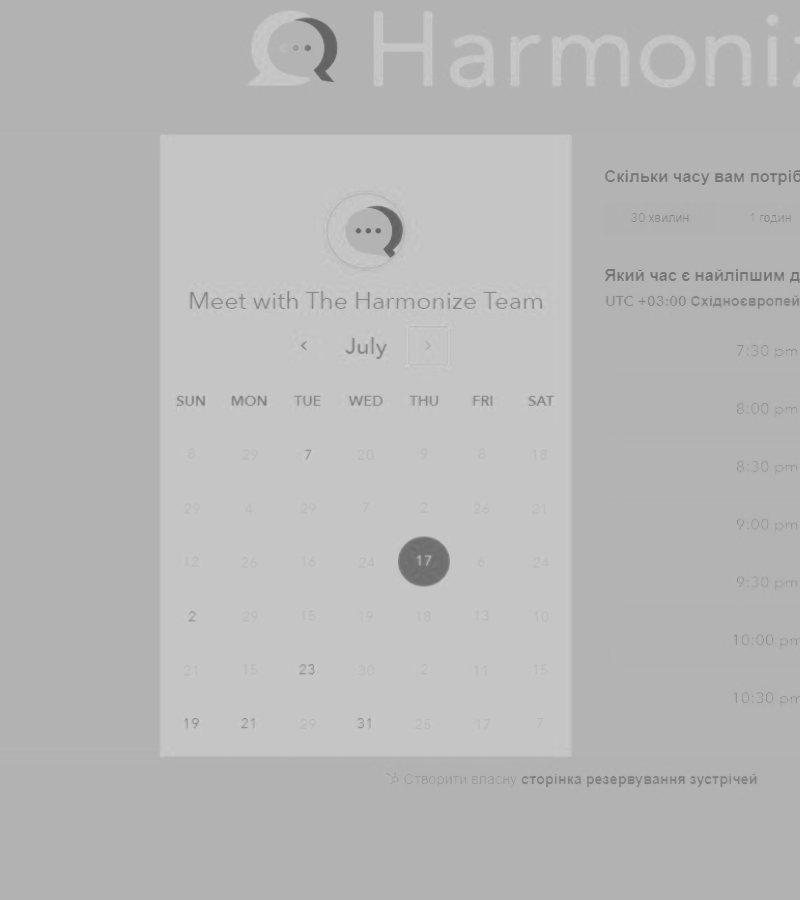 Harmoniz
Meet with The Harmonize Team
July
SUN MON TUE WED THU FRI SAT
8 29 7 20 9 8 18
29 4 29 7 2 26 21
12 26 16 24 17 6 24
2 29 15 19 18 13 10
21 15 23 30 2 11 15
19 21 29 31 25 17 7
Скільки часу вам потріб
30 хвилин 1 годин
Який час є найліпшим д
UTC +03:00 Східноєвропей
7:30 pm
8:00 pm
8:30 pm
9:00 pm
9:30 pm
10:00 pm
10:30 pm
Створити власну сторінка резервування зустрічей